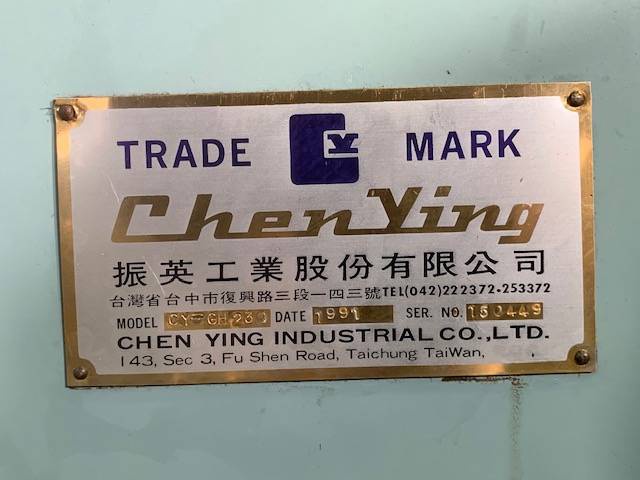 TRADE CY MARK
Chen Ying
振英工業股份有限公司
台灣省台中市復興路三段一四三號TEL(042)222372·253372
MODEL CY-GH-230 DATE 1991 SER. NO. 150449
CHEN YING INDUSTRIAL CO.,LTD.
143, Sec 3, Fu Shen Road, Taichung TaiWan,